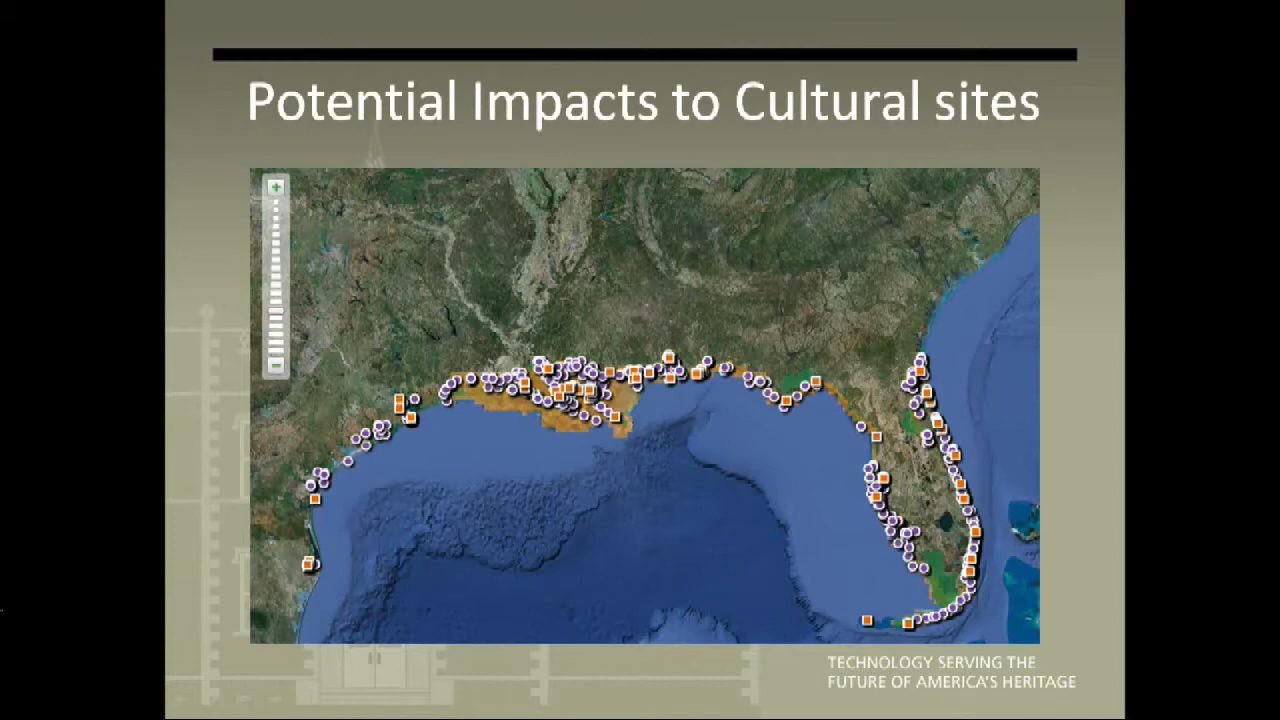 Potential Impacts to Cultural sites
TECHNOLOGY SERVING THE
FUTURE OF AMERICA'S HERITAGE